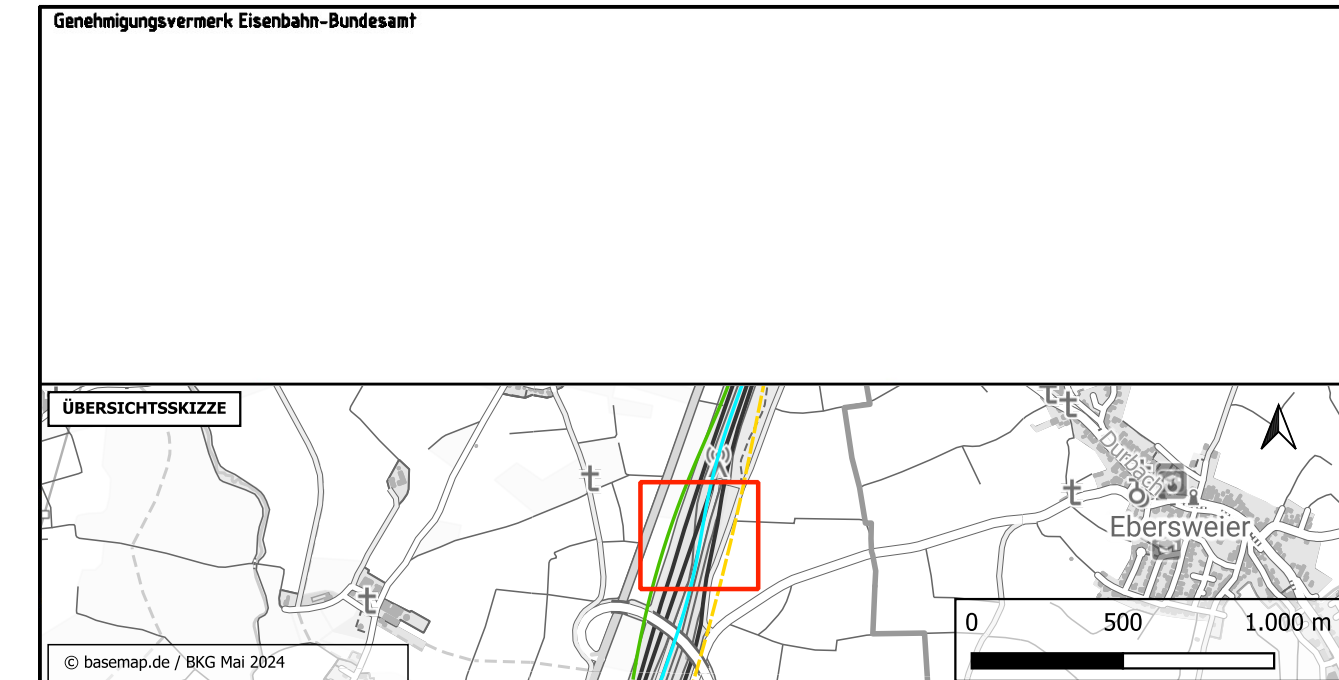 Genehmigungsvermerk Eisenbahn-Bundesamt
ÜBERSICHTSSKIZZE
Durbach
Ebersweier
0 500 1.000 m
© basemap.de / BKG Mai 2024